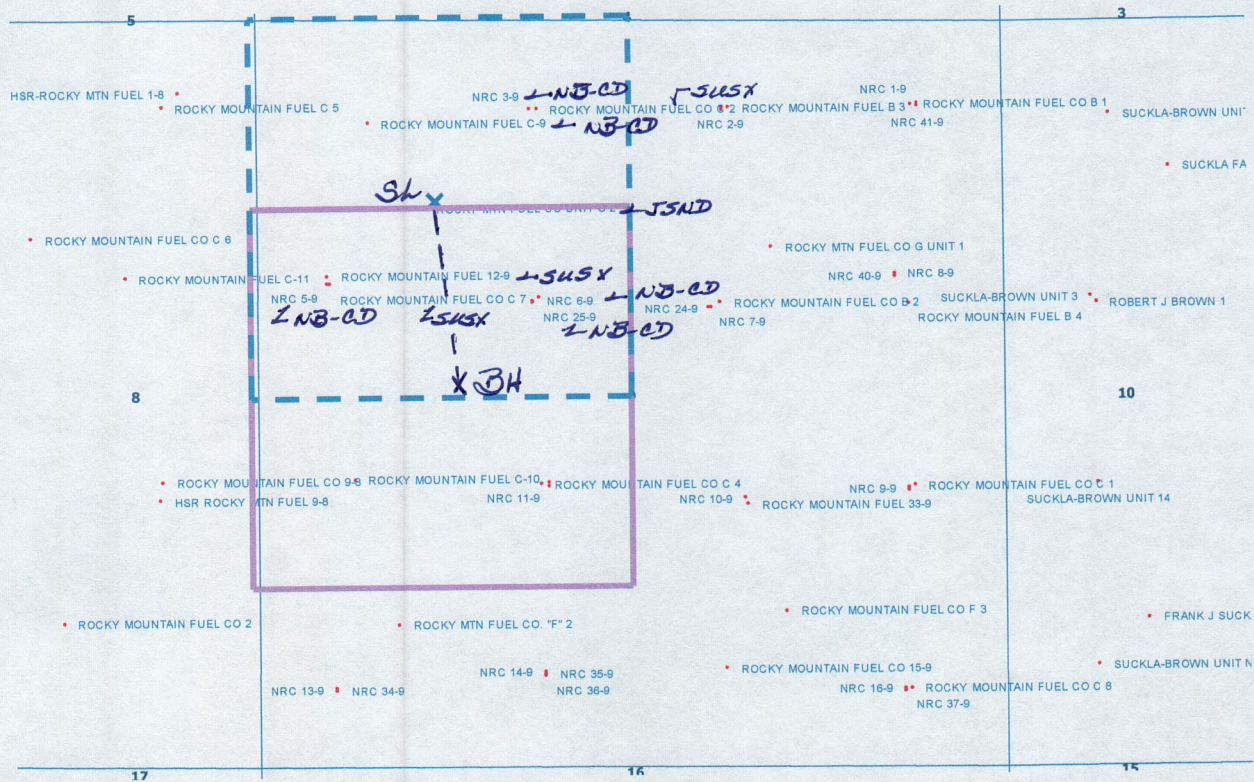 5
3
HSR-ROCKY MTN FUEL 1-8
NRC 3-9 NB-CD
SUSX
NRC 1-9
ROCKY MOUNTAIN FUEL C 5
ROCKY MOUNTAIN FUEL CO C 2
ROCKY MOUNTAIN FUEL B 3
ROCKY MOUNTAIN FUEL CO B 1
SUCKLA-BROWN UNIT
ROCKY MOUNTAIN FUEL C-9 NB-CD
NRC 2-9
NRC 41-9
SUCKLA FA
SL
JSND
ROCKY MOUNTAIN FUEL CO C 6
ROCKY MTN FUEL CO G UNIT 1
ROCKY MOUNTAIN FUEL C-11
ROCKY MOUNTAIN FUEL 12-9 SUSX
NRC 40-9
NRC 8-9
NRC 5-9
ROCKY MOUNTAIN FUEL CO C 7
NRC 6-9 NB-CD
NRC 24-9
ROCKY MOUNTAIN FUEL CO B 2
SUCKLA-BROWN UNIT 3
ROBERT J BROWN 1
NB-CD
SUSX
NRC 25-9
NB-CD
NRC 7-9
ROCKY MOUNTAIN FUEL B 4
X BH
8
10
ROCKY MOUNTAIN FUEL CO 9-8
ROCKY MOUNTAIN FUEL C-10
ROCKY MOUNTAIN FUEL CO C 4
NRC 9-9
ROCKY MOUNTAIN FUEL CO C 1
HSR ROCKY MTN FUEL 9-8
NRC 11-9
NRC 10-9
ROCKY MOUNTAIN FUEL 33-9
SUCKLA-BROWN UNIT 14
ROCKY MOUNTAIN FUEL CO F 3
ROCKY MOUNTAIN FUEL CO 2
ROCKY MTN FUEL CO. "F" 2
FRANK J SUCK
NRC 14-9
NRC 35-9
ROCKY MOUNTAIN FUEL CO 15-9
SUCKLA-BROWN UNIT N
NRC 13-9
NRC 34-9
NRC 36-9
NRC 16-9
ROCKY MOUNTAIN FUEL CO C 8
NRC 37-9
17
16
15